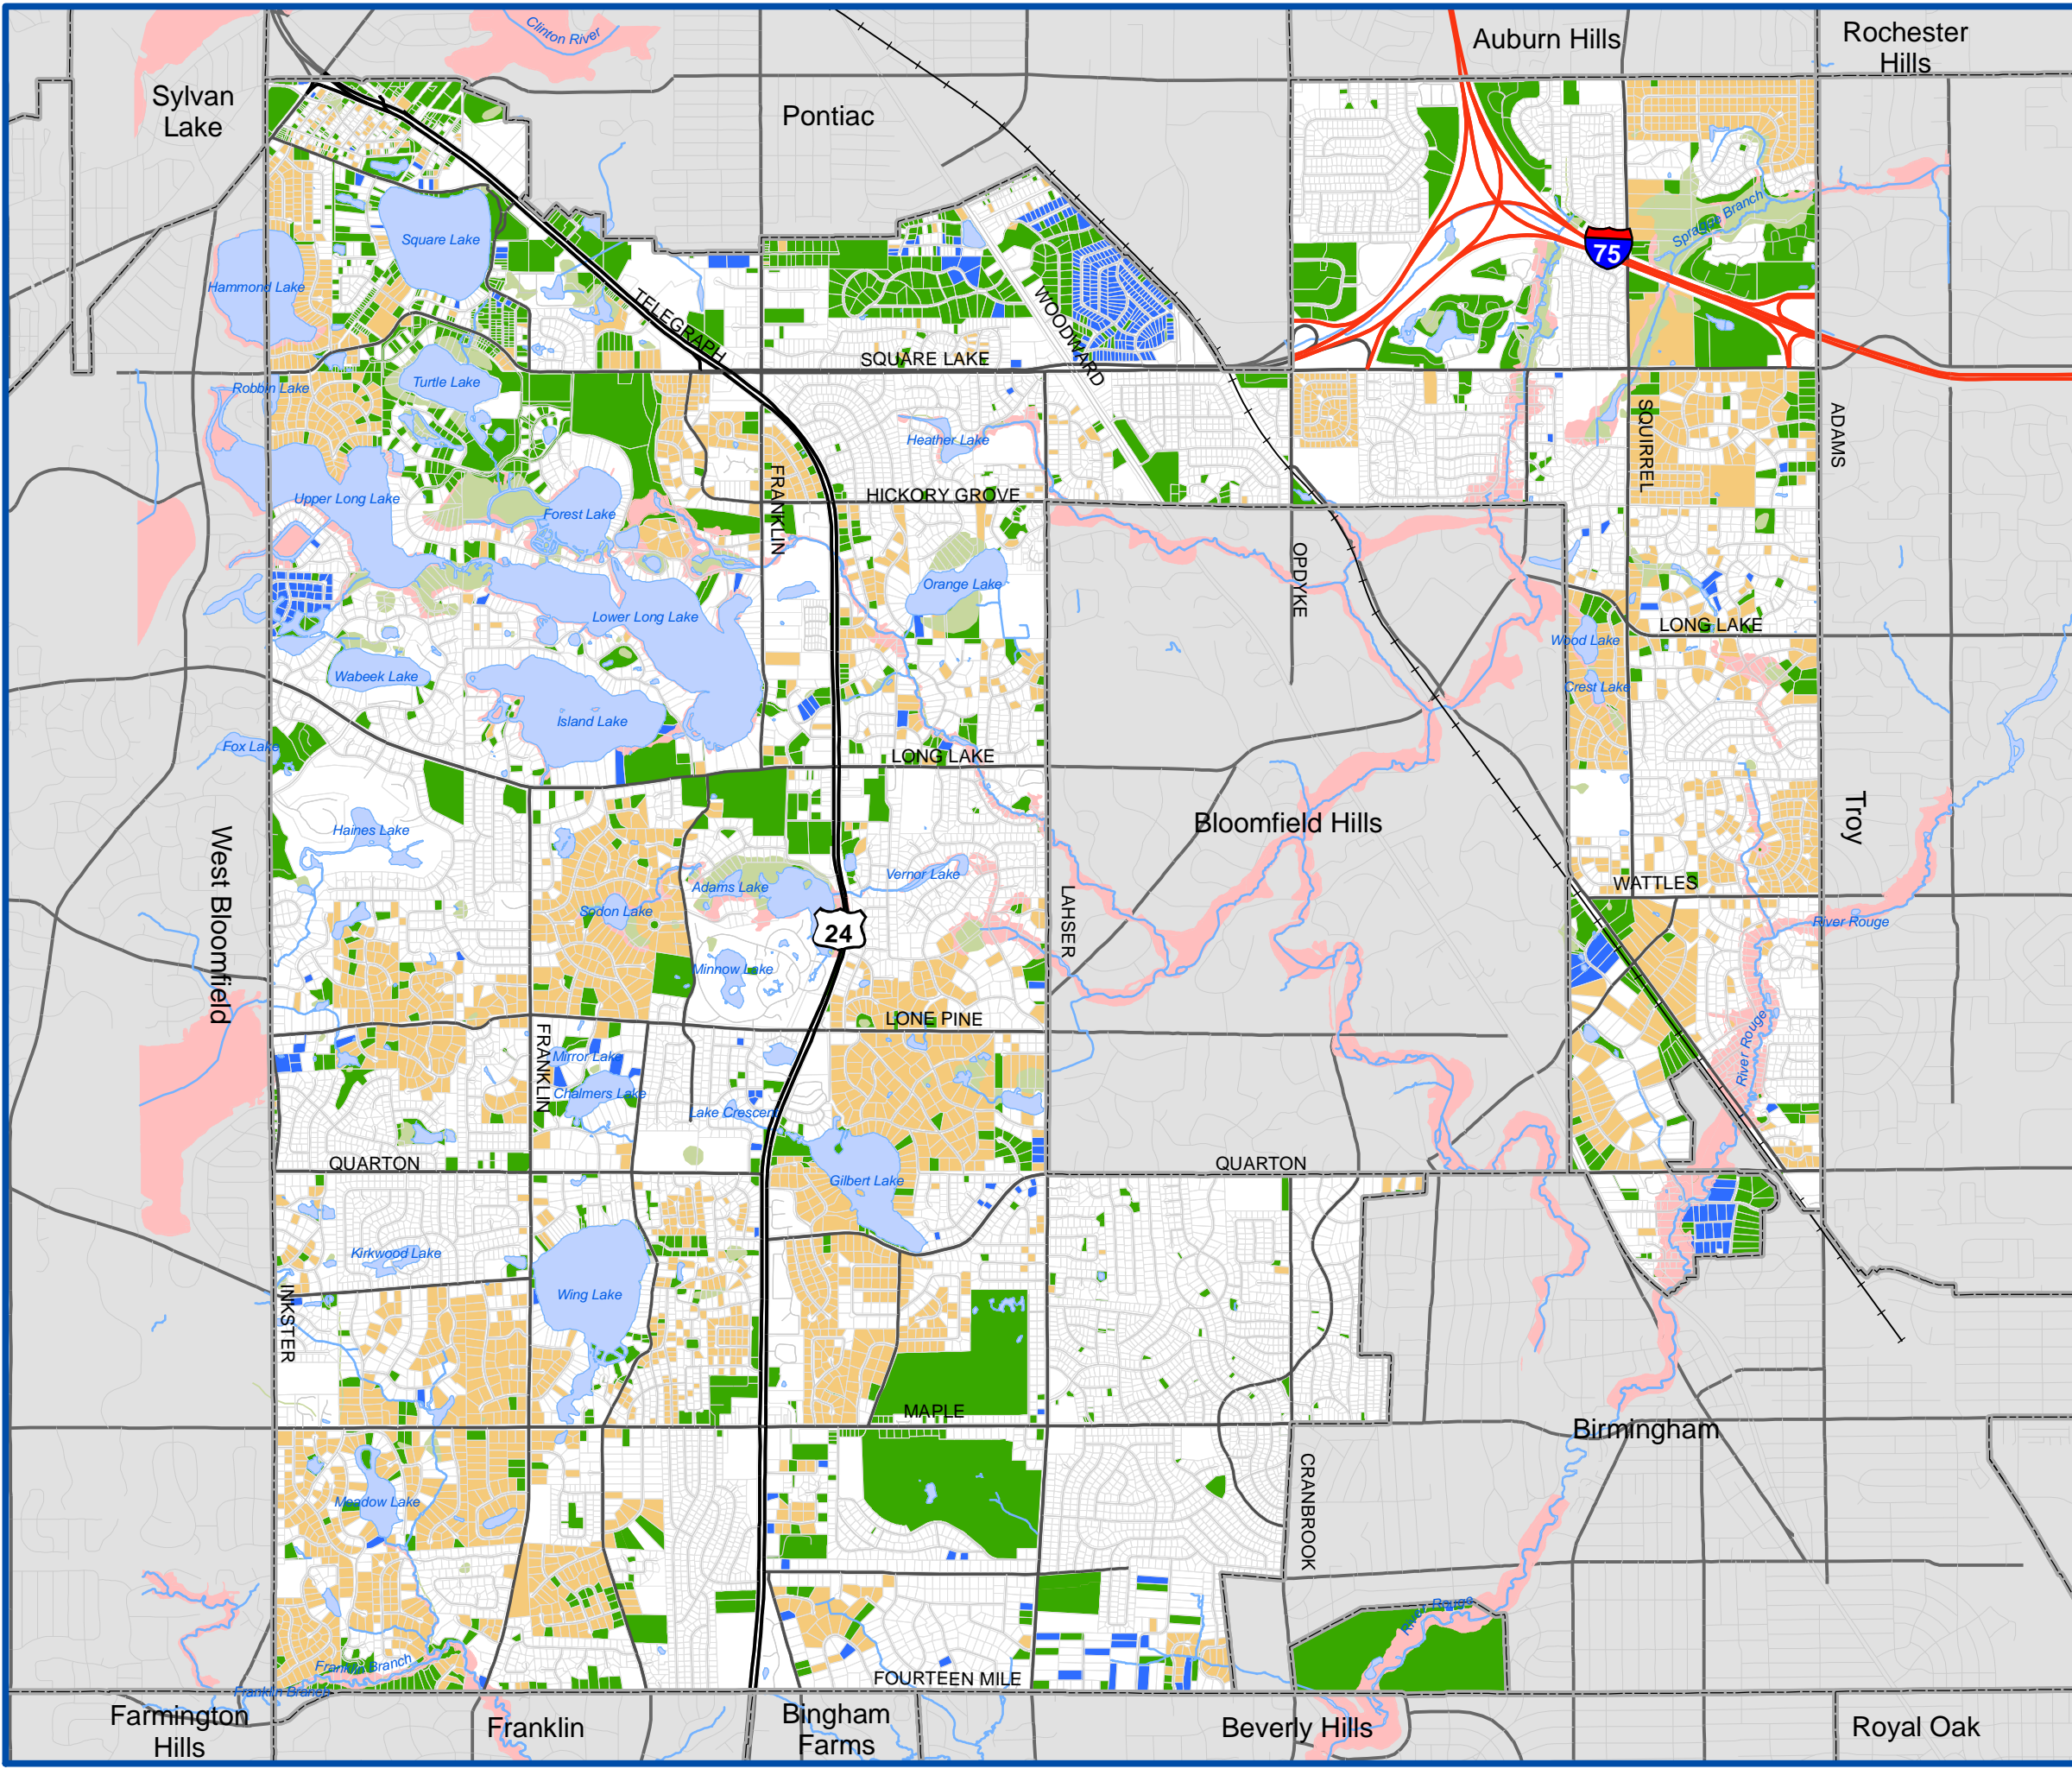 Clinton River
Auburn Hills
Rochester
Hills
Sylvan
Lake
Pontiac
Square Lake
Sprague Branch
75
Hammond Lake
TELEGRAPH
WOODWARD
SQUARE LAKE
Robbin Lake
Turtle Lake
SQUIRREL
ADAMS
Heather Lake
FRANKLIN
HICKORY GROVE
Upper Long Lake
Forest Lake
OPDYKE
Orange Lake
Lower Long Lake
LONG LAKE
Wood Lake
Wabeek Lake
Crest Lake
Island Lake
Fox Lake
LONG LAKE
Troy
Haines Lake
Bloomfield Hills
West Bloomfield
Vernor Lake
WATTLES
Adams Lake
LAHSER
Sodon Lake
River Rouge
24
Minnow Lake
LONE PINE
River Rouge
FRANKLIN
Mirror Lake
Chalmers Lake
Lake Crescent
QUARTON
QUARTON
Gilbert Lake
Kirkwood Lake
INKSTER
Wing Lake
MAPLE
Birmingham
CRANBROOK
Meadow Lake
River Rouge
Franklin Branch
FOURTEEN MILE
Franklin Branch
Farmington
Hills
Franklin
Bingham
Farms
Beverly Hills
Royal Oak